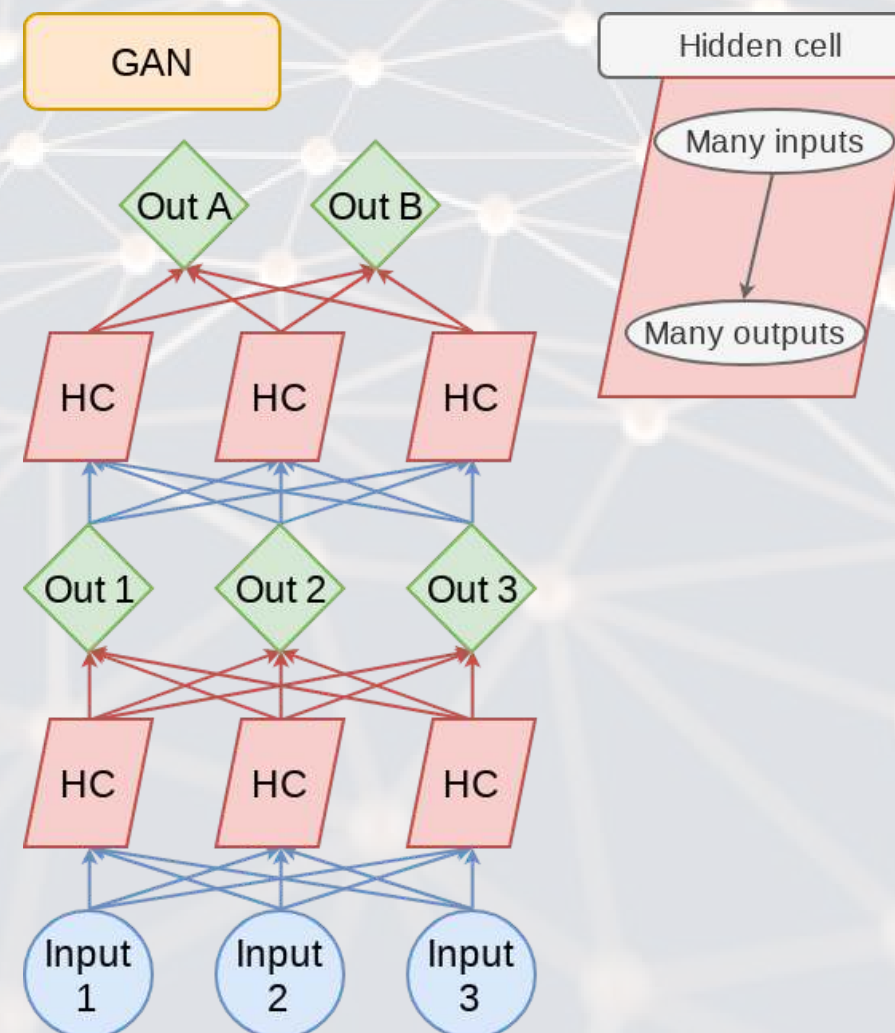 GAN
Hidden cell
Many inputs
Many outputs
Out A
Out B
HC
HC
HC
Out 1
Out 2
Out 3
HC
HC
HC
Input
1
Input
2
Input
3